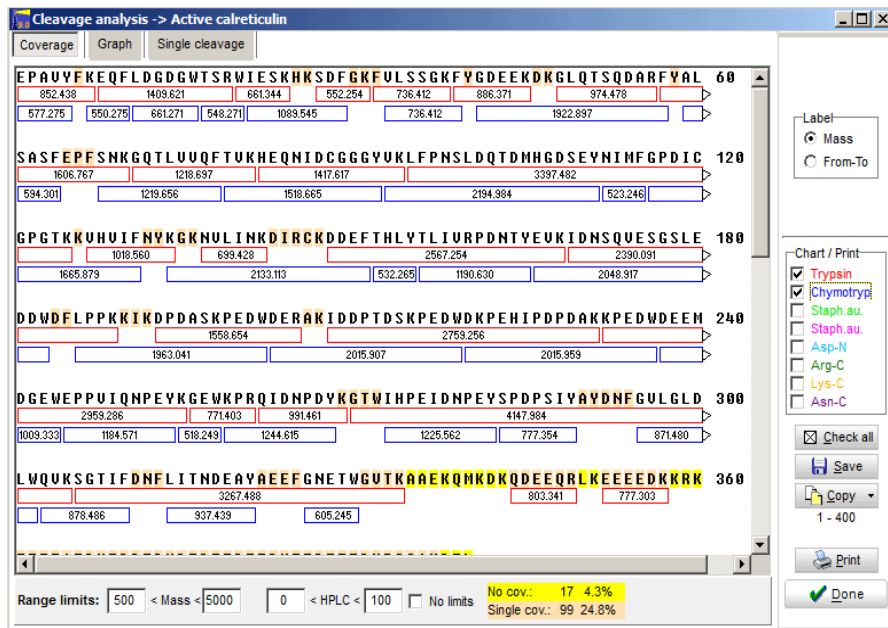 9.0 Cleavage analysis -> Active calreticulin
Coverage Graph Single cleavage
EPAVYFKEQFLDGDGWTSRWIESKHKSDFGKFVLSSGKFYGDEEKDKGLQTSQDARFYAL 60
852.438 1409.621 661.344 552.254 736.412 886.371 974.478
577.275 550.275 661.271 548.271 1089.545 736.412 1922.897
SASFEPFSNKGQTLVVQFTVKHEQNIDCGGGYVKLFPNSLDQTDMHGDSEYNIMFGPDIC 120
1606.767 1218.697 1417.617 3397.482
594.301 1219.656 1518.665 2194.984 523.246
GPGTKKVHVIFNYKGKNVLINKDIRCKDDEFTHLYTLIVRPDNTYEVKIDNSQVESGSLE 180
1018.560 699.428 2567.254 2390.091
1665.879 2133.113 532.265 1190.630 2048.917
DDWDFLPPKKIKDPDASKPEDWDERAKIDDPTDSKPEDWDKPEHIPDPDAKKPEDWDEEM 240
1558.654 2759.256
1963.041 2015.907 2015.959
DGEWEPPVIQNPEYKGEWKPRQIDNPDYKGTWIHPEIDNPEYSPDPSIYAYDNFGVLGLD 300
2959.286 771.403 991.461 4147.984
1009.333 1184.571 518.249 1244.615 1225.562 777.354 871.480
LWQVKSGTIFDNFLITNDEAYAEEFGNETWGVTKAAEKQMKDKQDEEQRLKEEEEDKKRK 360
3267.488 803.341 777.303
878.486 937.439 605.245
Label
Mass
From-To
Chart / Print
Trypsin
Chymotryp
Staph.au.
Staph.au.
Asp-N
Arg-C
Lys-C
Asn-C
Check all
Save
Copy
1 - 400
Print
Done
Range limits: 500 < Mass < 5000 0 < HPLC < 100 No limits
No cov.: 17 4.3%
Single cov.: 99 24.8%